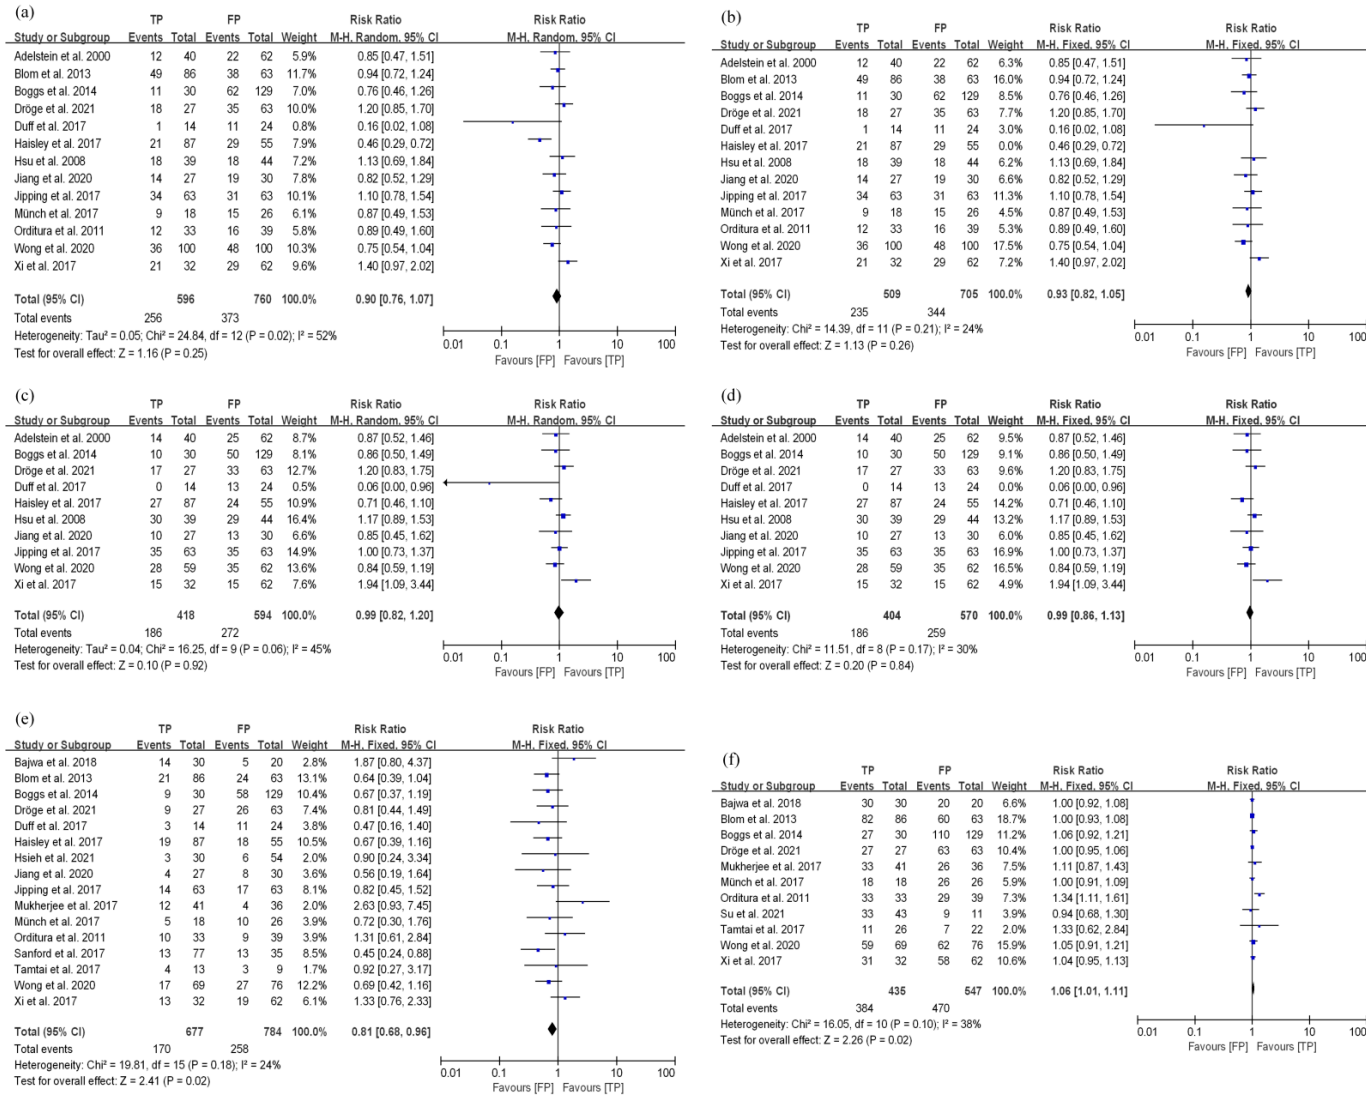 (a)
TP FP Risk Ratio Risk Ratio
Study or Subgroup Events Total Events Total Weight M-H, Random, 95% CI M-H, Random, 95% CI
Adelstein et al. 2000 12 40 22 62 5.9% 0.85 [0.47, 1.51]
Blom et al. 2013 49 86 38 63 11.7% 0.94 [0.72, 1.24]
Boggs et al. 2014 11 30 62 129 7.0% 0.76 [0.46, 1.26]
Dröge et al. 2021 18 27 35 63 10.0% 1.20 [0.85, 1.70]
Duff et al. 2017 1 14 11 24 0.8% 0.16 [0.02, 1.08]
Haisley et al. 2017 21 87 29 55 8.2% 0.46 [0.29, 0.72]
Hsu et al. 2008 18 39 18 44 7.2% 1.13 [0.69, 1.84]
Jiang et al. 2020 14 27 19 30 7.8% 0.82 [0.52, 1.29]
Jipping et al. 2017 34 63 31 63 10.1% 1.10 [0.78, 1.54]
Münch et al. 2017 9 18 15 26 6.1% 0.87 [0.49, 1.53]
Orditura et al. 2011 12 33 16 39 5.8% 0.89 [0.49, 1.60]
Wong et al. 2020 36 100 48 100 10.3% 0.75 [0.54, 1.04]
Xi et al. 2017 21 32 29 62 9.6% 1.40 [0.97, 2.02]
Total (95% CI) 596 760 100.0% 0.90 [0.76, 1.07]
Total events 256 373
Heterogeneity: Tau² = 0.05; Chi² = 24.84, df = 12 (P = 0.02); I² = 52%
Test for overall effect: Z = 1.16 (P = 0.25)
0.01 0.1 1 10 100
Favours [FP] Favours [TP]
(b)
TP FP Risk Ratio Risk Ratio
Study or Subgroup Events Total Events Total Weight M-H, Fixed, 95% CI M-H, Fixed, 95% CI
Adelstein et al. 2000 12 40 22 62 6.3% 0.85 [0.47, 1.51]
Blom et al. 2013 49 86 38 63 16.0% 0.94 [0.72, 1.24]
Boggs et al. 2014 11 30 62 129 8.5% 0.76 [0.46, 1.26]
Dröge et al. 2021 18 27 35 63 7.7% 1.20 [0.85, 1.70]
Duff et al. 2017 1 14 11 24 3.0% 0.16 [0.02, 1.08]
Haisley et al. 2017 21 87 29 55 0.0% 0.46 [0.29, 0.72]
Hsu et al. 2008 18 39 18 44 6.2% 1.13 [0.69, 1.84]
Jiang et al. 2020 14 27 19 30 6.6% 0.82 [0.52, 1.29]
Jipping et al. 2017 34 63 31 63 11.3% 1.10 [0.78, 1.54]
Münch et al. 2017 9 18 15 26 4.5% 0.87 [0.49, 1.53]
Orditura et al. 2011 12 33 16 39 5.3% 0.89 [0.49, 1.60]
Wong et al. 2020 36 100 48 100 17.5% 0.75 [0.54, 1.04]
Xi et al. 2017 21 32 29 62 7.2% 1.40 [0.97, 2.02]
Total (95% CI) 509 705 100.0% 0.93 [0.82, 1.05]
Total events 235 344
Heterogeneity: Chi² = 14.39, df = 11 (P = 0.21); I² = 24%
Test for overall effect: Z = 1.13 (P = 0.26)
0.01 0.1 1 10 100
Favours [FP] Favours [TP]
(c)
TP FP Risk Ratio Risk Ratio
Study or Subgroup Events Total Events Total Weight M-H, Random, 95% CI M-H, Random, 95% CI
Adelstein et al. 2000 14 40 25 62 8.7% 0.87 [0.52, 1.46]
Boggs et al. 2014 10 30 50 129 8.1% 0.86 [0.50, 1.49]
Dröge et al. 2021 17 27 33 63 12.7% 1.20 [0.83, 1.75]
Duff et al. 2017 0 14 13 24 0.5% 0.06 [0.00, 0.96]
Haisley et al. 2017 27 87 24 55 10.9% 0.71 [0.46, 1.10]
Hsu et al. 2008 30 39 29 44 16.4% 1.17 [0.89, 1.53]
Jiang et al. 2020 10 27 13 30 6.6% 0.85 [0.45, 1.62]
Jipping et al. 2017 35 63 35 63 14.9% 1.00 [0.73, 1.37]
Wong et al. 2020 28 59 35 62 13.6% 0.84 [0.59, 1.19]
Xi et al. 2017 15 32 15 62 7.6% 1.94 [1.09, 3.44]
Total (95% CI) 418 594 100.0% 0.99 [0.82, 1.20]
Total events 186 272
Heterogeneity: Tau² = 0.04; Chi² = 16.25, df = 9 (P = 0.06); I² = 45%
Test for overall effect: Z = 0.10 (P = 0.92)
0.01 0.1 1 10 100
Favours [FP] Favours [TP]
(d)
TP FP Risk Ratio Risk Ratio
Study or Subgroup Events Total Events Total Weight M-H, Fixed, 95% CI M-H, Fixed, 95% CI
Adelstein et al. 2000 14 40 25 62 9.5% 0.87 [0.52, 1.46]
Boggs et al. 2014 10 30 50 129 9.1% 0.86 [0.50, 1.49]
Dröge et al. 2021 17 27 33 63 9.6% 1.20 [0.83, 1.75]
Duff et al. 2017 0 14 13 24 0.0% 0.06 [0.00, 0.96]
Haisley et al. 2017 27 87 24 55 14.2% 0.71 [0.46, 1.10]
Hsu et al. 2008 30 39 29 44 13.2% 1.17 [0.89, 1.53]
Jiang et al. 2020 10 27 13 30 6.0% 0.85 [0.45, 1.62]
Jipping et al. 2017 35 63 35 63 16.9% 1.00 [0.73, 1.37]
Wong et al. 2020 28 59 35 62 16.5% 0.84 [0.59, 1.19]
Xi et al. 2017 15 32 15 62 4.9% 1.94 [1.09, 3.44]
Total (95% CI) 404 570 100.0% 0.99 [0.86, 1.13]
Total events 186 259
Heterogeneity: Chi² = 11.51, df = 8 (P = 0.17); I² = 30%
Test for overall effect: Z = 0.20 (P = 0.84)
0.01 0.1 1 10 100
Favours [FP] Favours [TP]
(e)
TP FP Risk Ratio Risk Ratio
Study or Subgroup Events Total Events Total Weight M-H, Fixed, 95% CI M-H, Fixed, 95% CI
Bajwa et al. 2018 14 30 5 20 2.8% 1.87 [0.80, 4.37]
Blom et al. 2013 21 86 24 63 13.1% 0.64 [0.39, 1.04]
Boggs et al. 2014 9 30 58 129 10.4% 0.67 [0.37, 1.19]
Dröge et al. 2021 9 27 26 63 7.4% 0.81 [0.44, 1.49]
Duff et al. 2017 3 14 11 24 3.8% 0.47 [0.16, 1.40]
Haisley et al. 2017 19 87 18 55 10.5% 0.67 [0.39, 1.16]
Hsieh et al. 2021 3 30 6 54 2.0% 0.90 [0.24, 3.34]
Jiang et al. 2020 4 27 8 30 3.6% 0.56 [0.19, 1.64]
Jipping et al. 2017 14 63 17 63 8.1% 0.82 [0.45, 1.52]
Mukherjee et al. 2017 12 41 4 36 2.0% 2.63 [0.93, 7.45]
Münch et al. 2017 5 18 10 26 3.9% 0.72 [0.30, 1.76]
Orditura et al. 2011 10 33 9 39 3.9% 1.31 [0.61, 2.84]
Sanford et al. 2017 13 77 13 35 8.5% 0.45 [0.24, 0.88]
Tamtai et al. 2017 4 13 3 9 1.7% 0.92 [0.27, 3.17]
Wong et al. 2020 17 69 27 76 12.2% 0.69 [0.42, 1.16]
Xi et al. 2017 13 32 19 62 6.1% 1.33 [0.76, 2.33]
Total (95% CI) 677 784 100.0% 0.81 [0.68, 0.96]
Total events 170 258
Heterogeneity: Chi² = 19.81, df = 15 (P = 0.18); I² = 24%
Test for overall effect: Z = 2.41 (P = 0.02)
0.01 0.1 1 10 100
Favours [FP] Favours [TP]
(f)
TP FP Risk Ratio Risk Ratio
Study or Subgroup Events Total Events Total Weight M-H, Fixed, 95% CI M-H, Fixed, 95% CI
Bajwa et al. 2018 30 30 20 20 6.6% 1.00 [0.92, 1.08]
Blom et al. 2013 82 86 60 63 18.7% 1.00 [0.93, 1.08]
Boggs et al. 2014 27 30 110 129 11.2% 1.06 [0.92, 1.21]
Dröge et al. 2021 27 27 63 63 10.4% 1.00 [0.95, 1.06]
Mukherjee et al. 2017 33 41 26 36 7.5% 1.11 [0.87, 1.43]
Münch et al. 2017 18 18 26 26 5.9% 1.00 [0.91, 1.09]
Orditura et al. 2011 33 33 29 39 7.3% 1.34 [1.11, 1.61]
Su et al. 2021 33 43 9 11 3.9% 0.94 [0.68, 1.30]
Tamtai et al. 2017 11 26 7 22 2.0% 1.33 [0.62, 2.84]
Wong et al. 2020 59 69 62 76 15.9% 1.05 [0.91, 1.21]
Xi et al. 2017 31 32 58 62 10.6% 1.04 [0.95, 1.13]
Total (95% CI) 435 547 100.0% 1.06 [1.01, 1.11]
Total events 384 470
Heterogeneity: Chi² = 16.05, df = 10 (P = 0.10); I² = 38%
Test for overall effect: Z = 2.26 (P = 0.02)
0.01 0.1 1 10 100
Favours [FP] Favours [TP]